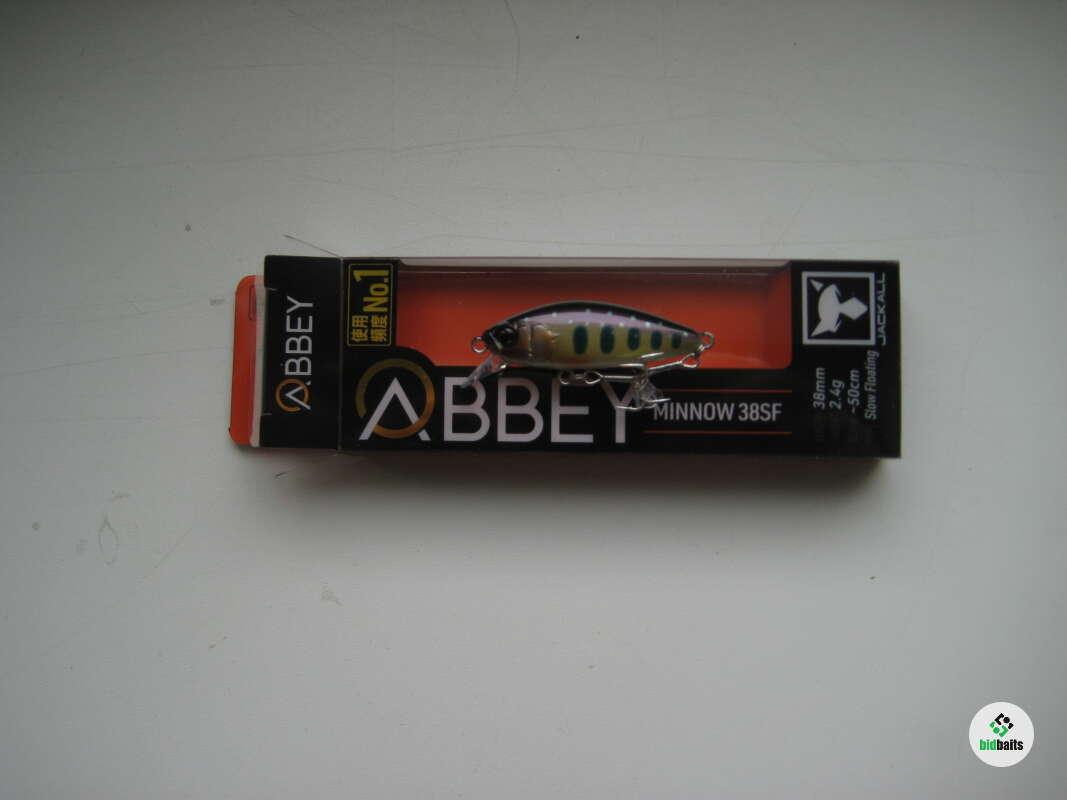 ABBEY
使用
頻度
No.1
ABBEY
MINNOW 38SF
JACKALL
38mm
2.4g
~50cm
Slow Floating
bidbaits